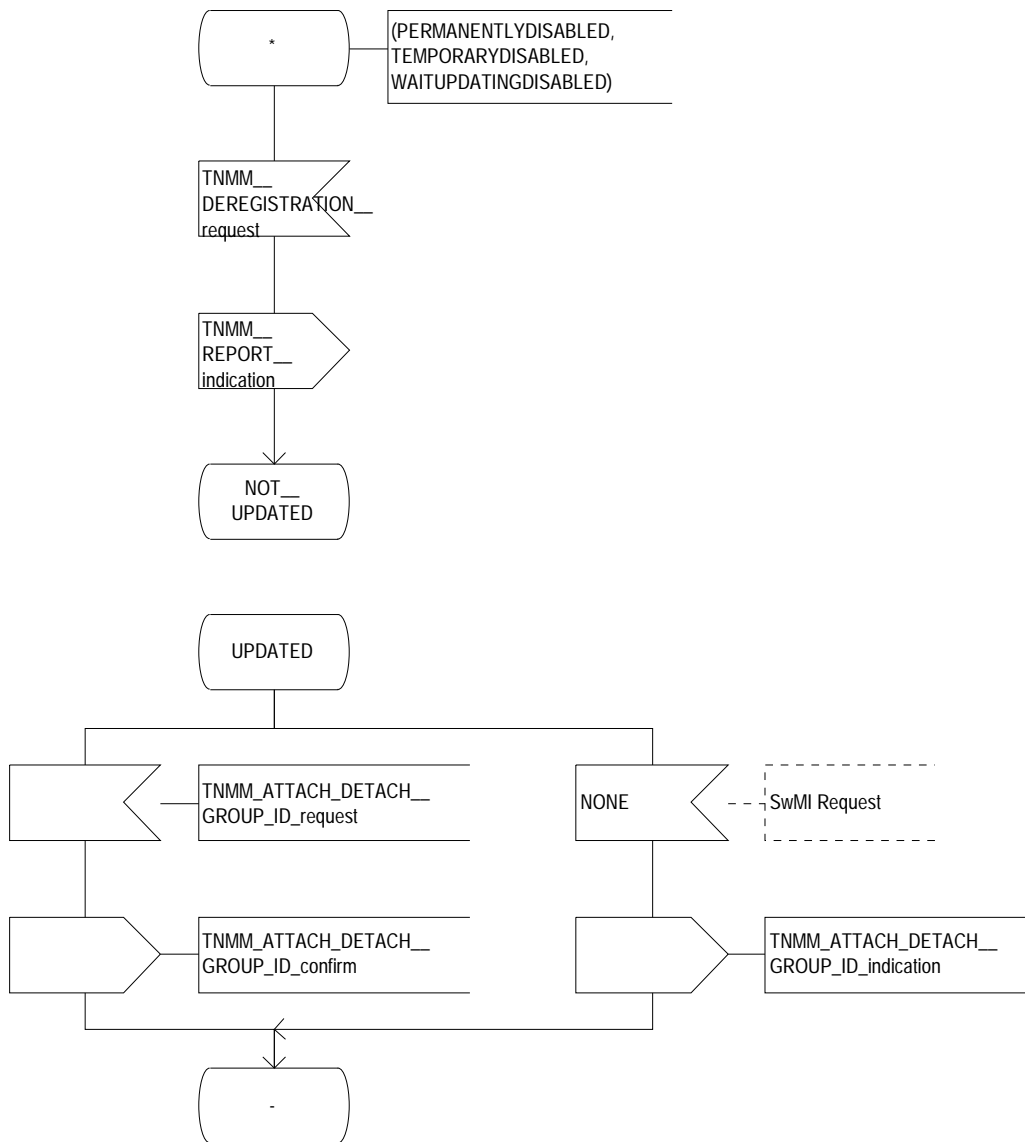 *
(PERMANENTLYDISABLED,
TEMPORARYDISABLED,
WAITUPDATINGDISABLED)
TNMM__
DEREGISTRATION__
request
TNMM__
REPORT__
indication
NOT__
UPDATED
UPDATED
TNMM_ATTACH_DETACH__
GROUP_ID_request
NONE
SwMI Request
TNMM_ATTACH_DETACH__
GROUP_ID_confirm
TNMM_ATTACH_DETACH__
GROUP_ID_indication
-